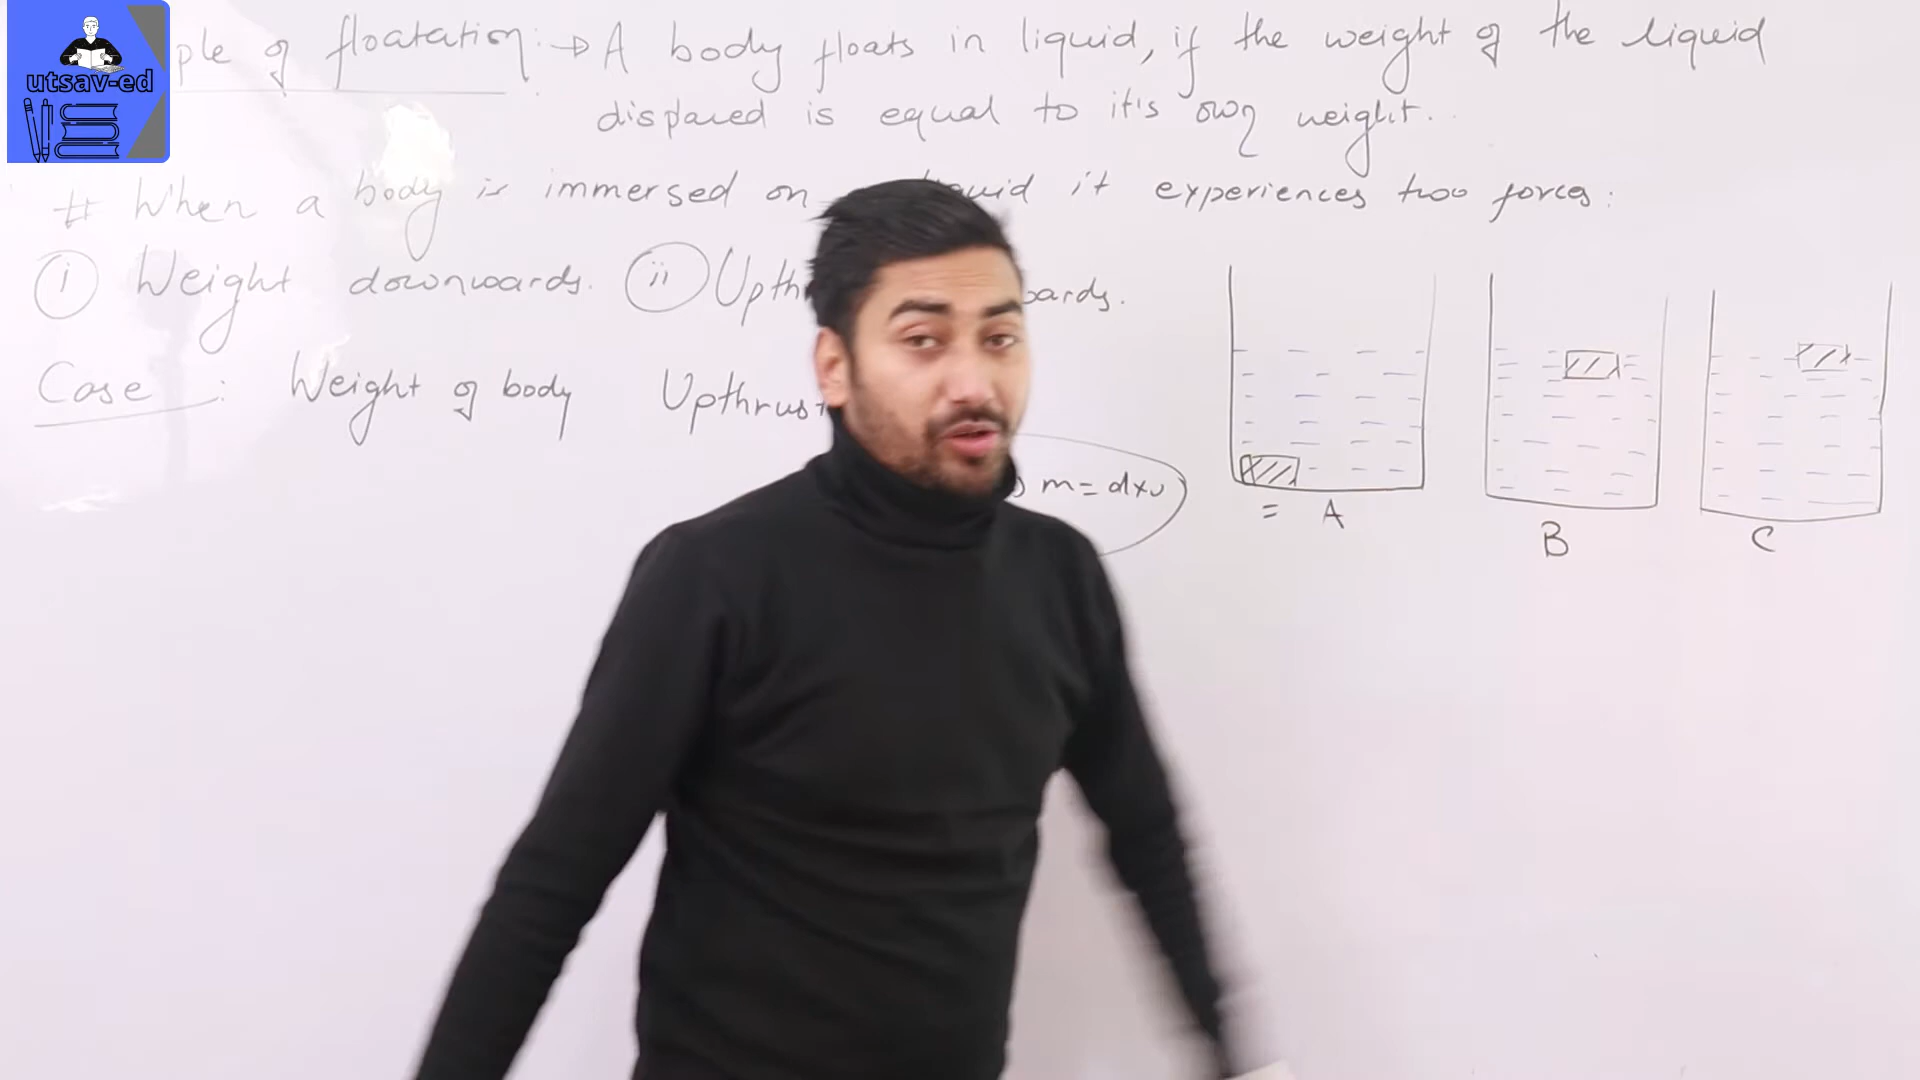 utsav-ed
ple of floatation :→ A body floats in liquid, if the weight of the liquid
displaced is equal to it's own weight.
# When a body is immersed on it experiences two forces:
i Weight downwards. ii
Case : Weight of body Upthrust
m = d×v
= A
B
C